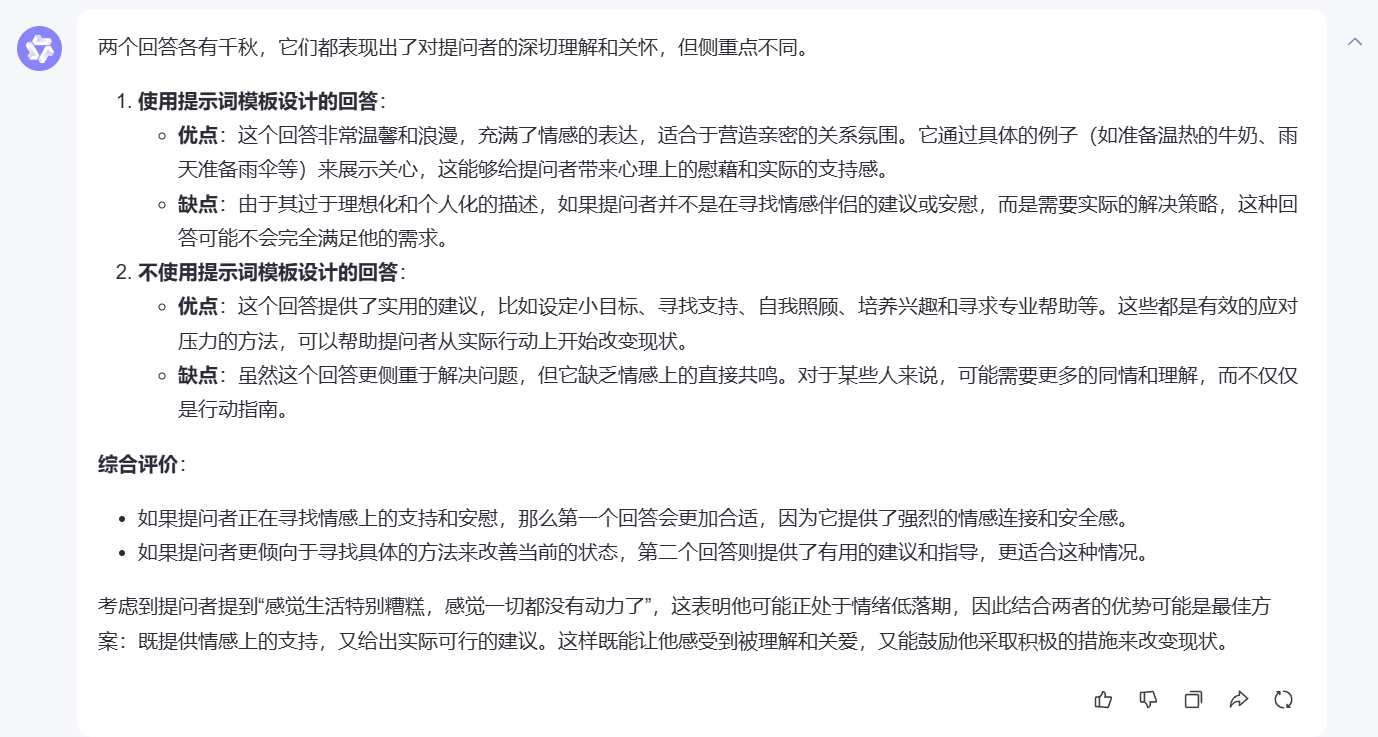 两个回答各有千秋，它们都表现出了对提问者的深切理解和关怀，但侧重点不同。
1. 使用提示词模板设计的回答：
优点：这个回答非常温馨和浪漫，充满了情感的表达，适合于营造亲密的关系氛围。它通过具体的例子（如准备温热的牛奶、雨
天准备雨伞等）来展示关心，这能够给提问者带来心理上的慰藉和实际的支持感。
缺点：由于其过于理想化和个人化的描述，如果提问者并不是在寻找情感伴侣的建议或安慰，而是需要实际的解决策略，这种回
答可能不会完全满足他的需求。
2. 不使用提示词模板设计的回答：
优点：这个回答提供了实用的建议，比如设定小目标、寻找支持、自我照顾、培养兴趣和寻求专业帮助等。这些都是有效的应对
压力的方法，可以帮助提问者从实际行动上开始改变现状。
缺点：虽然这个回答更侧重于解决问题，但它缺乏情感上的直接共鸣。对于某些人来说，可能需要更多的同情和理解，而不仅仅
是行动指南。
综合评价：
如果提问者正在寻找情感上的支持和安慰，那么第一个回答会更加合适，因为它提供了强烈的情感连接和安全感。
如果提问者更倾向于寻找具体的方法来改善当前的状态，第二个回答则提供了有用的建议和指导，更适合这种情况。
考虑到提问者提到“感觉生活特别糟糕，感觉一切都没有动力了”，这表明他可能正处于情绪低落期，因此结合两者的优势可能是最佳方
案：既提供情感上的支持，又给出实际可行的建议。这样既能让他感受到被理解和关爱，又能鼓励他采取积极的措施来改变现状。